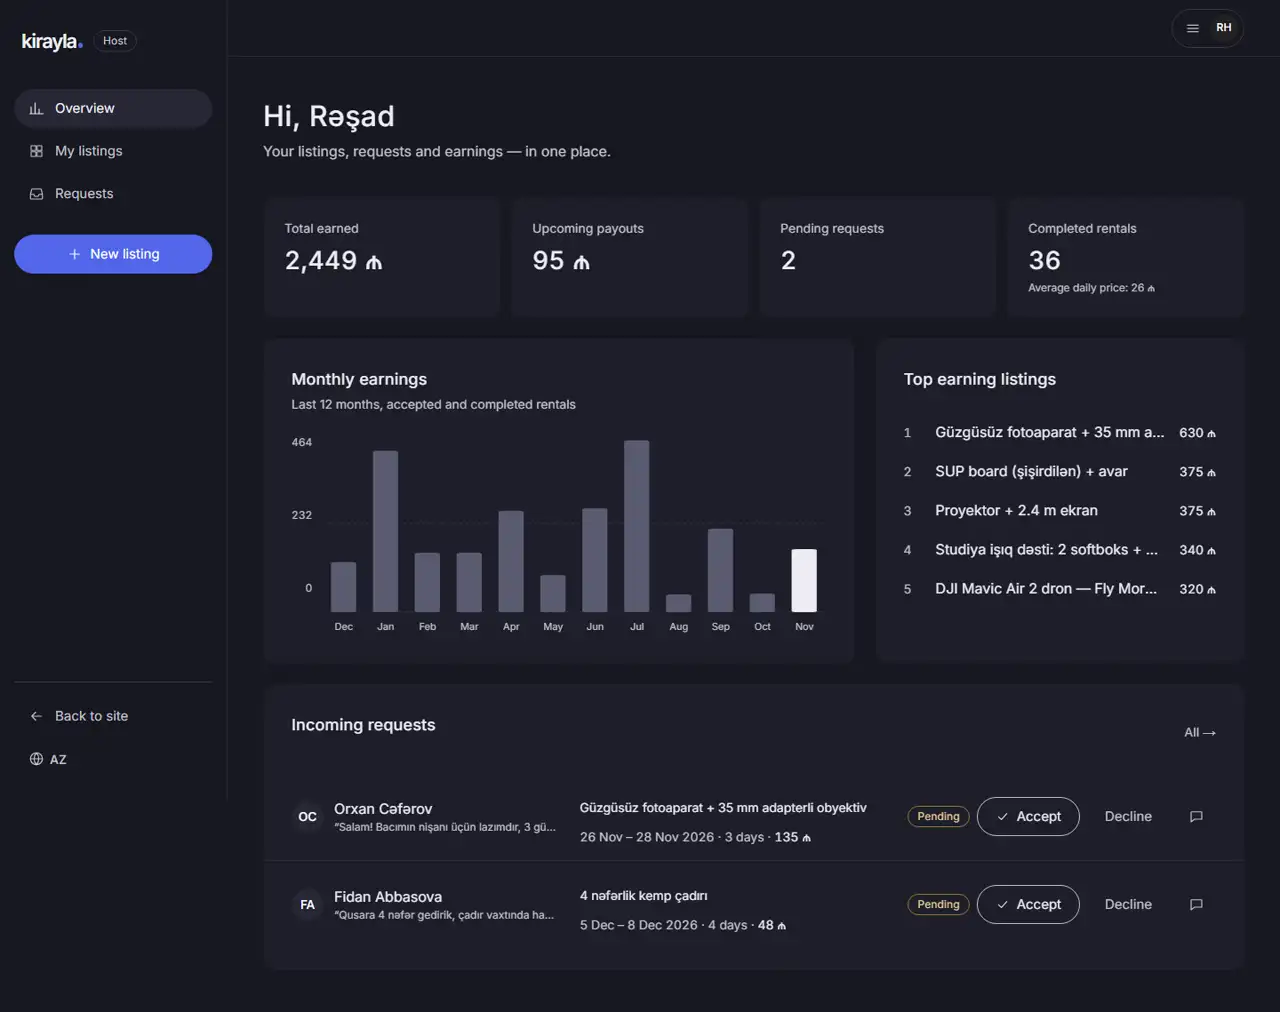 kirayla.
Host
RH
Overview
My listings
Requests
New listing
Back to site
AZ
Hi, Rəşad
Your listings, requests and earnings — in one place.
Total earned
2,449 ₼
Upcoming payouts
95 ₼
Pending requests
2
Completed rentals
36
Average daily price: 26 ₼
Monthly earnings
Last 12 months, accepted and completed rentals
464
232
0
Dec Jan Feb Mar Apr May Jun Jul Aug Sep Oct Nov
Top earning listings
1 Güzgüsüz fotoaparat + 35 mm a... 630 ₼
2 SUP board (şişirdilən) + avar 375 ₼
3 Proyektor + 2.4 m ekran 375 ₼
4 Studiya işıq dəsti: 2 softboks + ... 340 ₼
5 DJI Mavic Air 2 dron — Fly Mor... 320 ₼
Incoming requests
All →
OC
Orxan Cəfərov
“Salam! Bacımın nişanı üçün lazımdır, 3 gü...
Güzgüsüz fotoaparat + 35 mm adapterli obyektiv
26 Nov – 28 Nov 2026 · 3 days · 135 ₼
Pending
Accept
Decline
FA
Fidan Abbasova
“Qusara 4 nəfər gedirik, çadır vaxtında ha...
4 nəfərlik kemp çadırı
5 Dec – 8 Dec 2026 · 4 days · 48 ₼
Pending
Accept
Decline